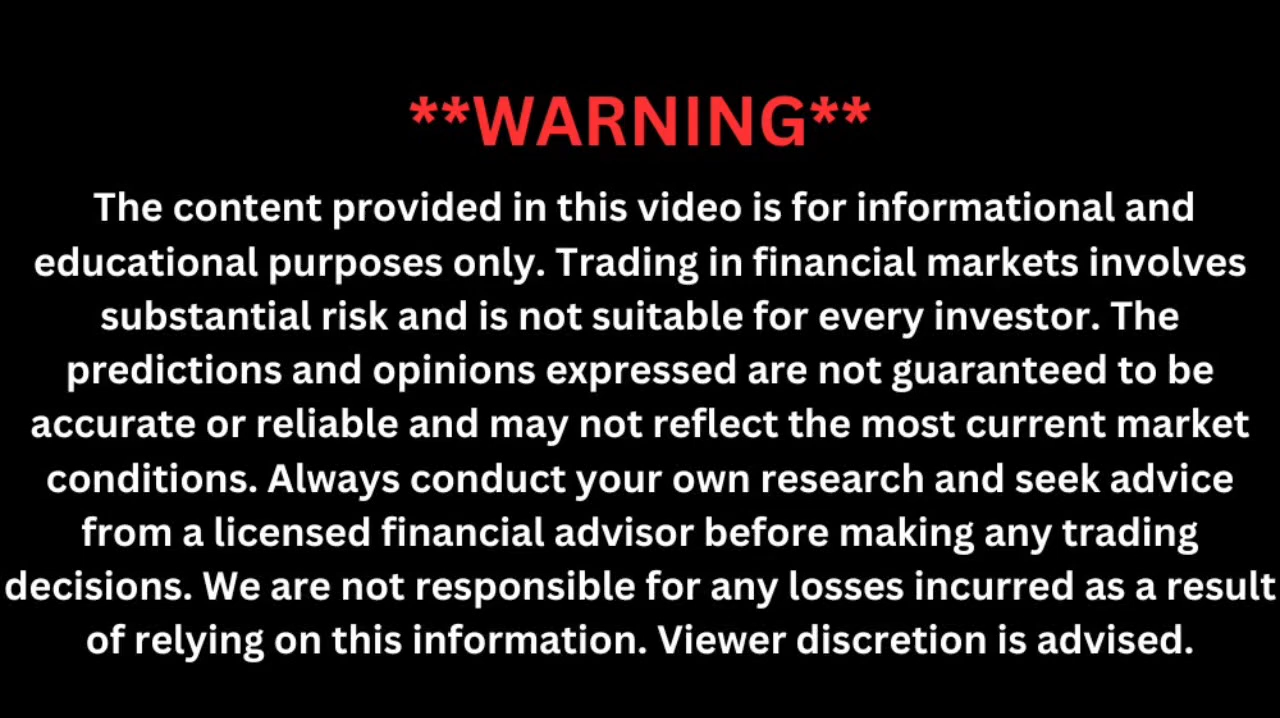 **WARNING**
The content provided in this video is for informational and
educational purposes only. Trading in financial markets involves
substantial risk and is not suitable for every investor. The
predictions and opinions expressed are not guaranteed to be
accurate or reliable and may not reflect the most current market
conditions. Always conduct your own research and seek advice
from a licensed financial advisor before making any trading
decisions. We are not responsible for any losses incurred as a result
of relying on this information. Viewer discretion is advised.